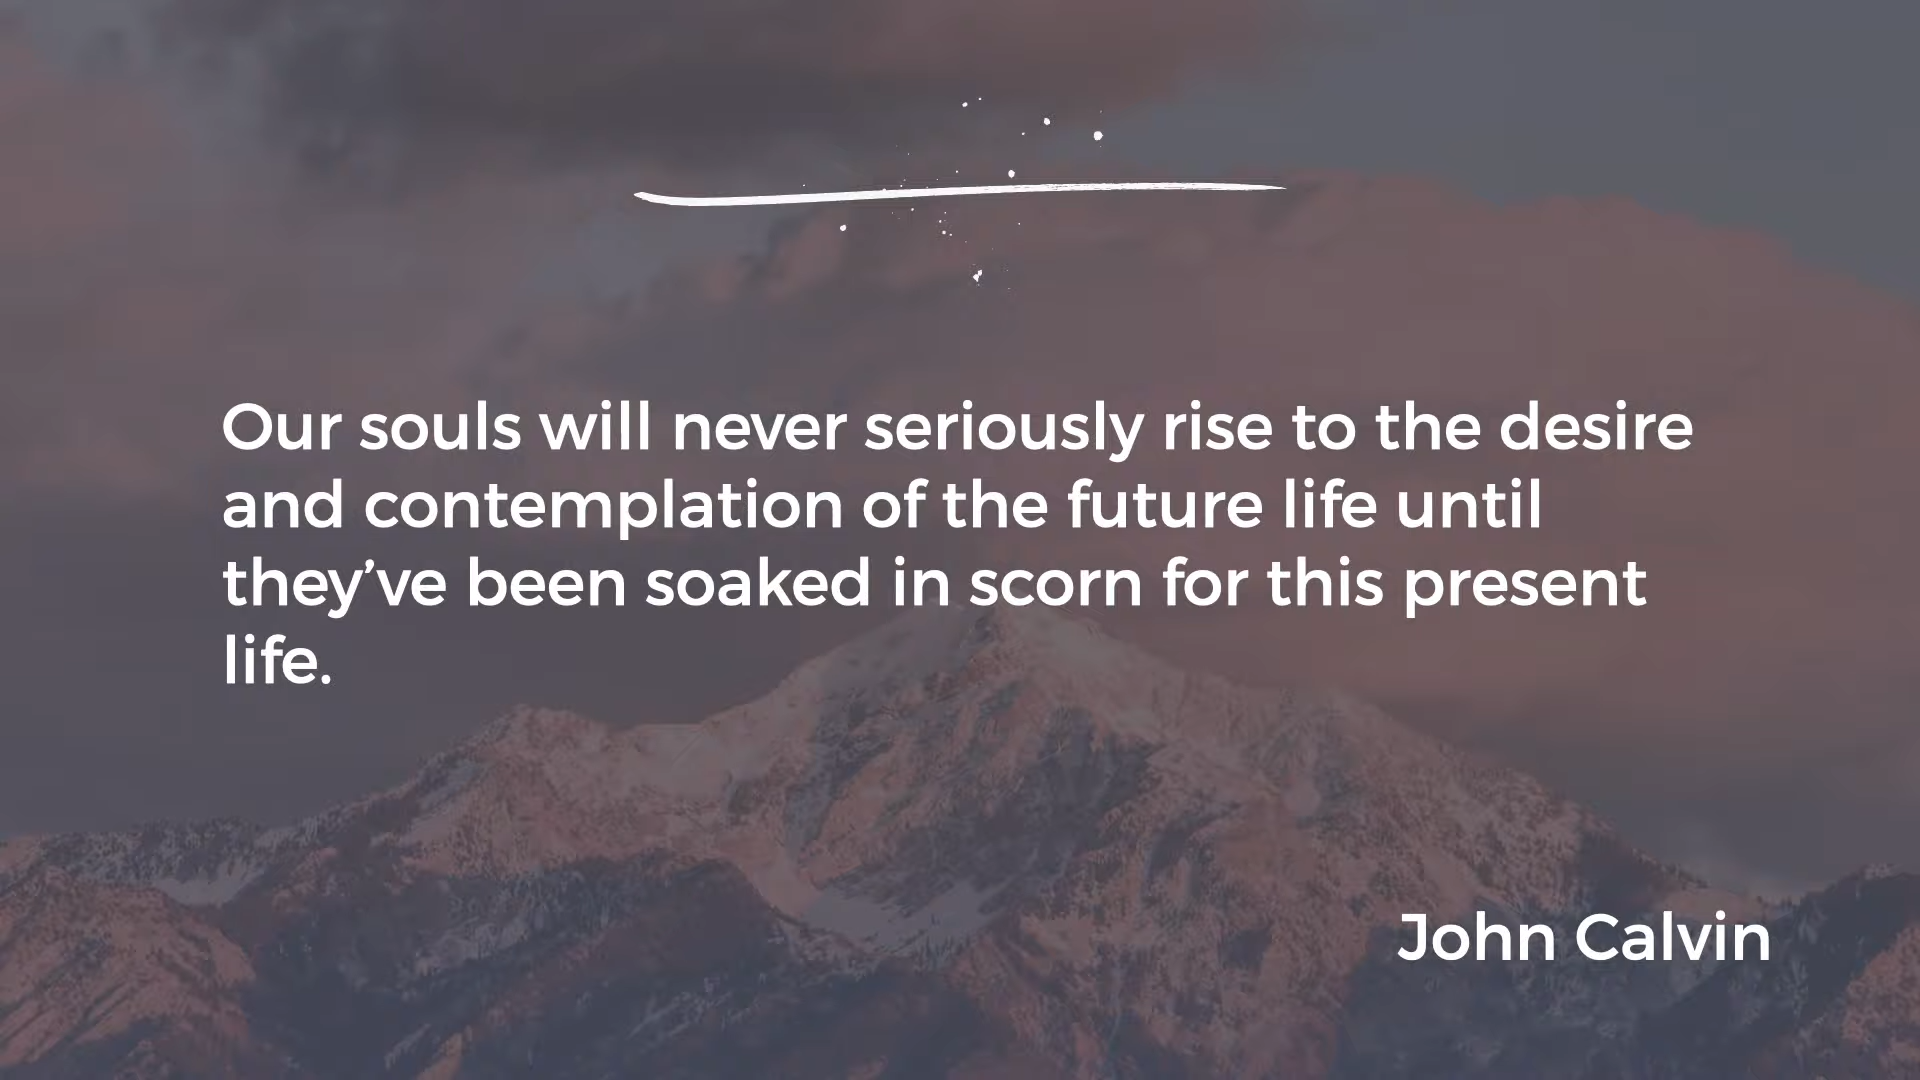 Our souls will never seriously rise to the desire
and contemplation of the future life until
they’ve been soaked in scorn for this present
life.
John Calvin